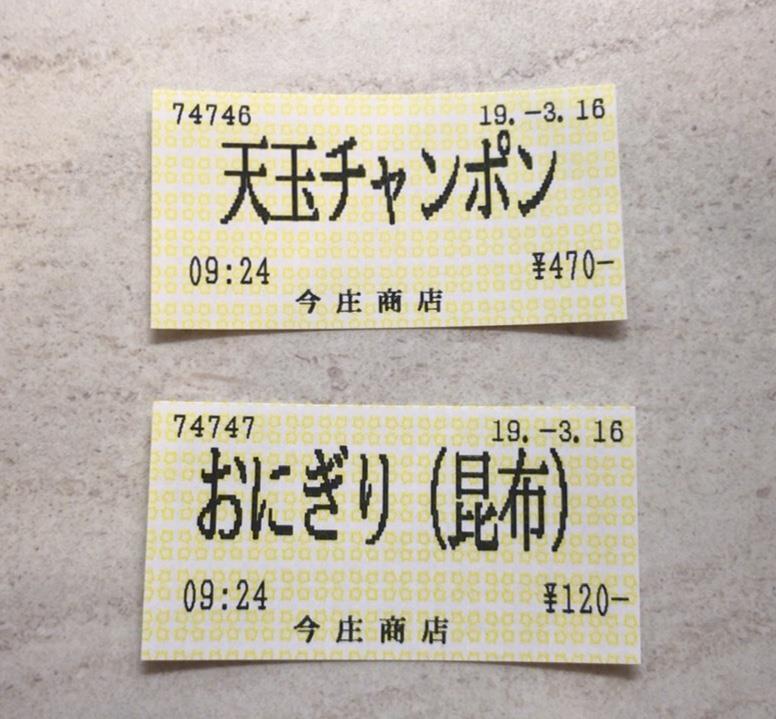 74746 19.-3.16
天玉チャンポン
09:24 ¥470-
今庄商店
74747 19.-3.16
おにぎり(昆布)
09:24 ¥120-
今庄商店